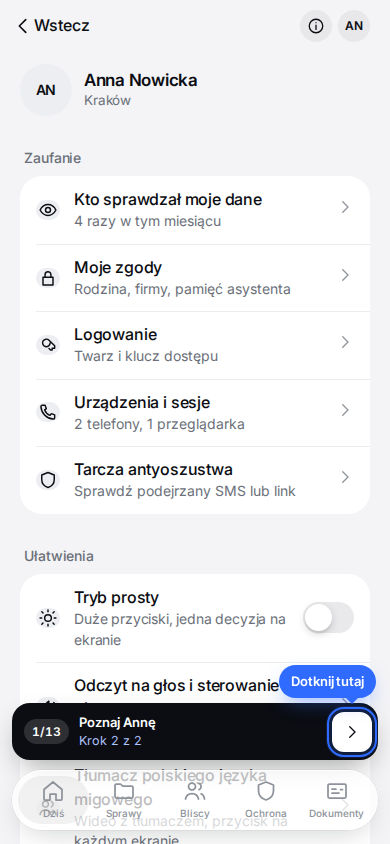 Wstecz
AN
AN
Anna Nowicka
Kraków
Zaufanie
Kto sprawdzał moje dane
4 razy w tym miesiącu
Moje zgody
Rodzina, firmy, pamięć asystenta
Logowanie
Twarz i klucz dostępu
Urządzenia i sesje
2 telefony, 1 przeglądarka
Tarcza antyoszustwa
Sprawdź podejrzany SMS lub link
Ułatwienia
Tryb prosty
Duże przyciski, jedna decyzja na
ekranie
Odczyt na głos i sterowanie
Dotknij tutaj
1/13
Poznaj Annę
Krok 2 z 2
Tłumacz polskiego języka
migowego
Wideo z tłumaczem, przycisk na
każdym ekranie
Dziś
Sprawy
Bliscy
Ochrona
Dokumenty